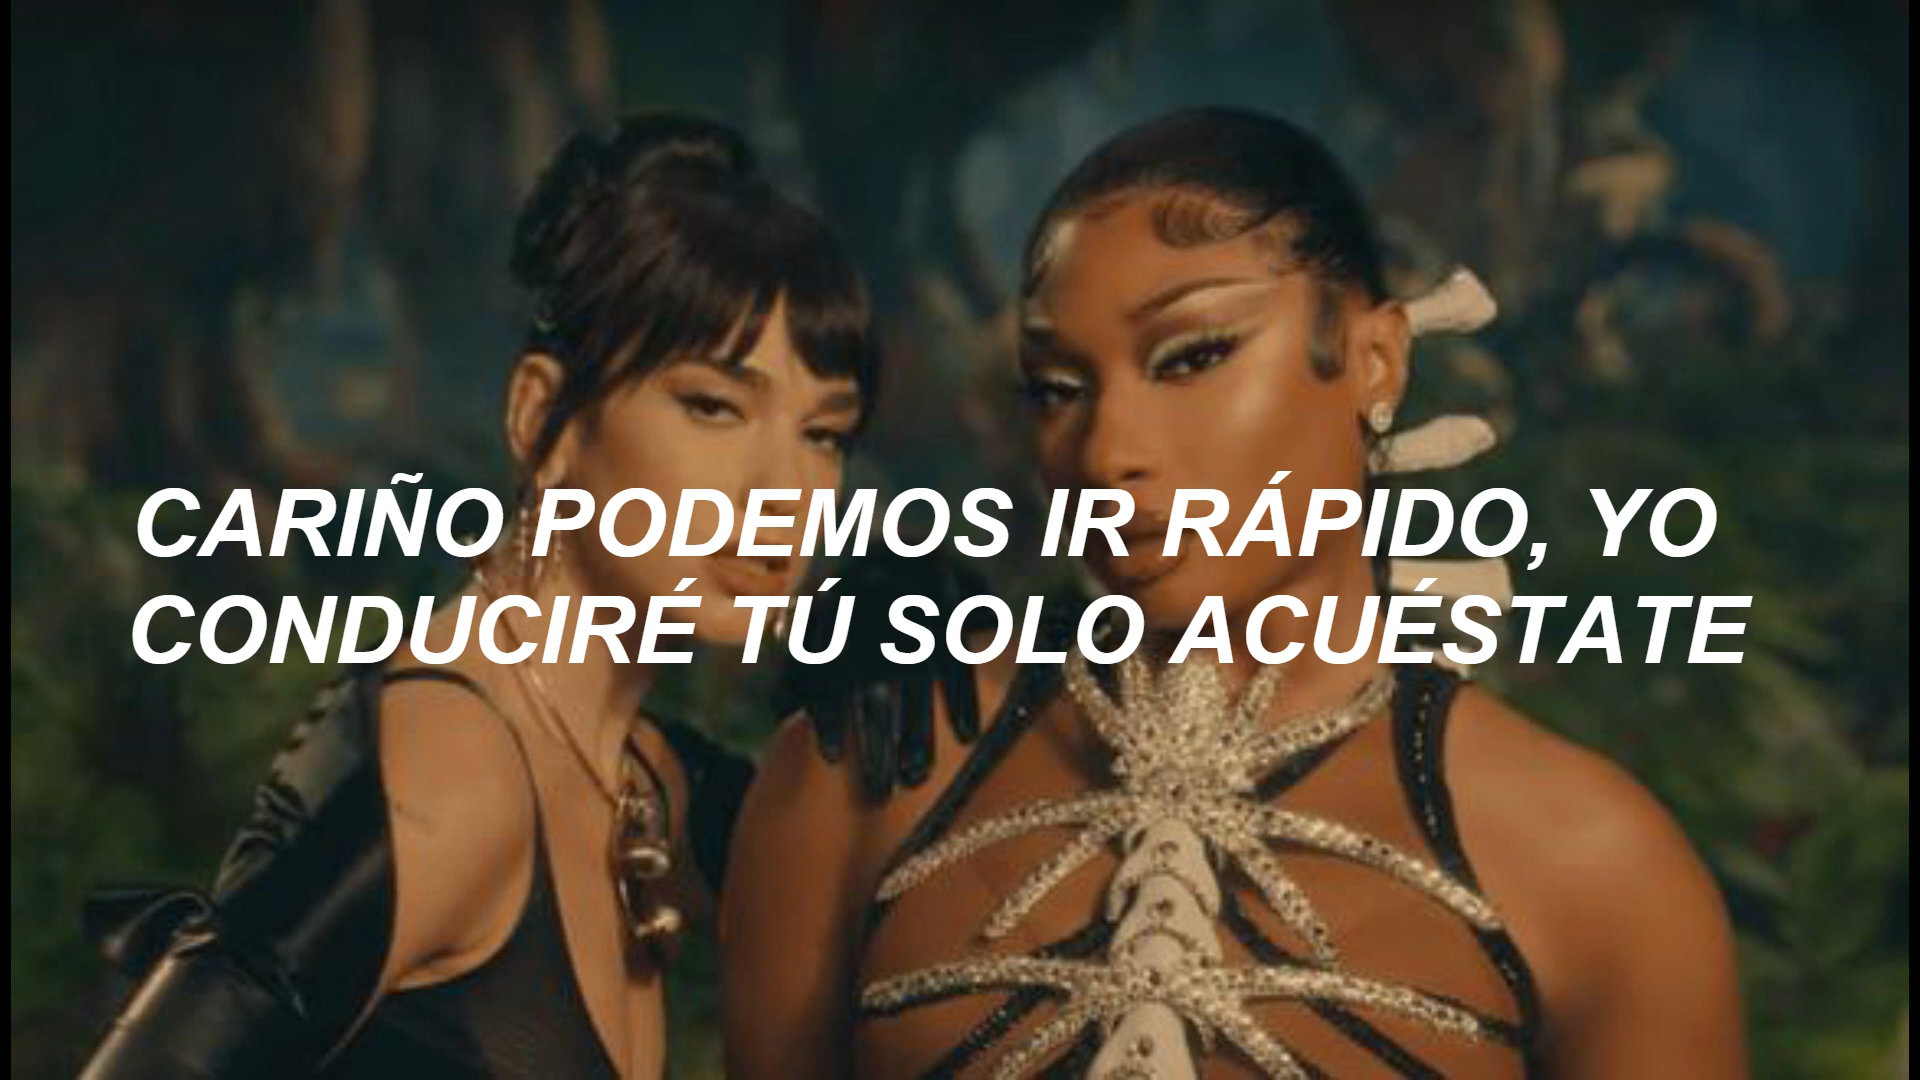 CARIÑO PODEMOS IR RÁPIDO, YO
CONDUCIRÉ TÚ SOLO ACUÉSTATE